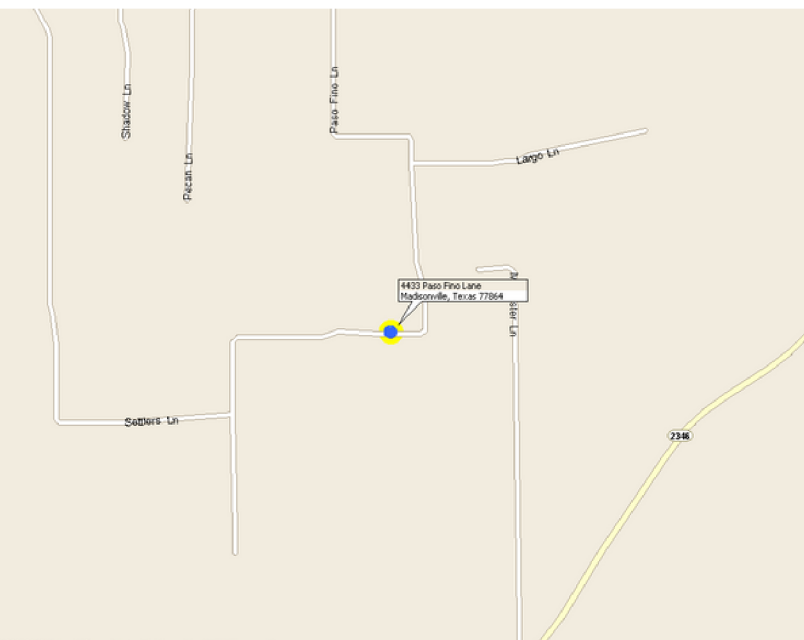 Shadow Ln
Pecan Ln
Paso Fino Ln
Largo Ln
4433 Paso Fino Lane
Madisonville, Texas 77864
Ln
Settlers Ln
2346